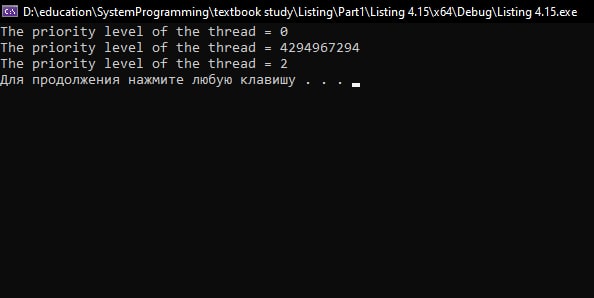 D:\education\SystemProgramming\textbook study\Listing\Part1\Listing 4.15\x64\Debug\Listing 4.15.exe
The priority level of the thread = 0
The priority level of the thread = 4294967294
The priority level of the thread = 2
Для продолжения нажмите любую клавишу . . .